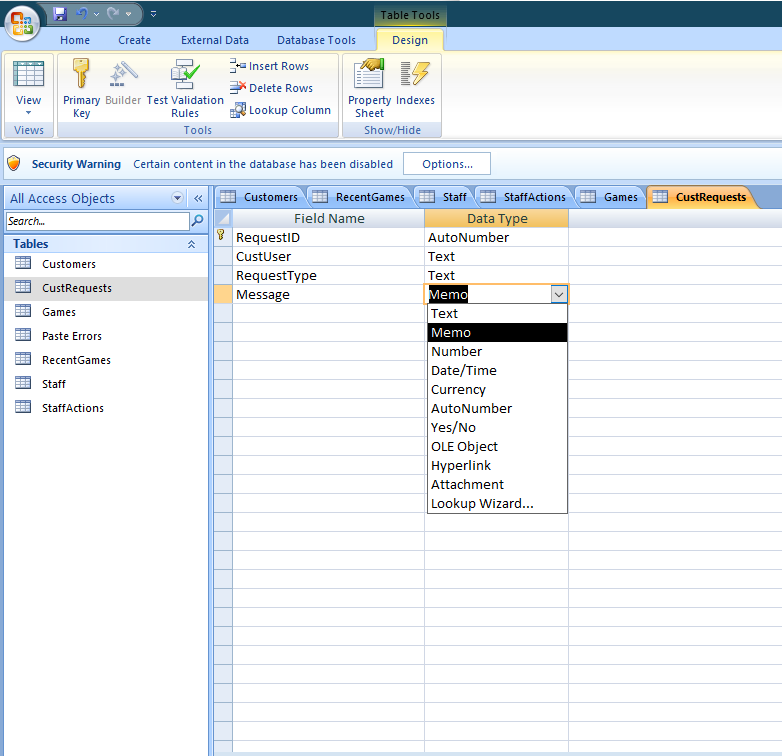 Table Tools
Home Create External Data Database Tools Design
View
Primary Key
Builder
Test Validation Rules
Insert Rows
Delete Rows
Lookup Column
Property Sheet
Indexes
Views Tools Show/Hide
Security Warning Certain content in the database has been disabled Options...
All Access Objects
Customers RecentGames Staff StaffActions Games CustRequests
Search...
Tables
Customers
CustRequests
Games
Paste Errors
RecentGames
Staff
StaffActions
Field Name Data Type
RequestID AutoNumber
CustUser Text
RequestType Text
Message Memo
Text
Memo
Number
Date/Time
Currency
AutoNumber
Yes/No
OLE Object
Hyperlink
Attachment
Lookup Wizard...